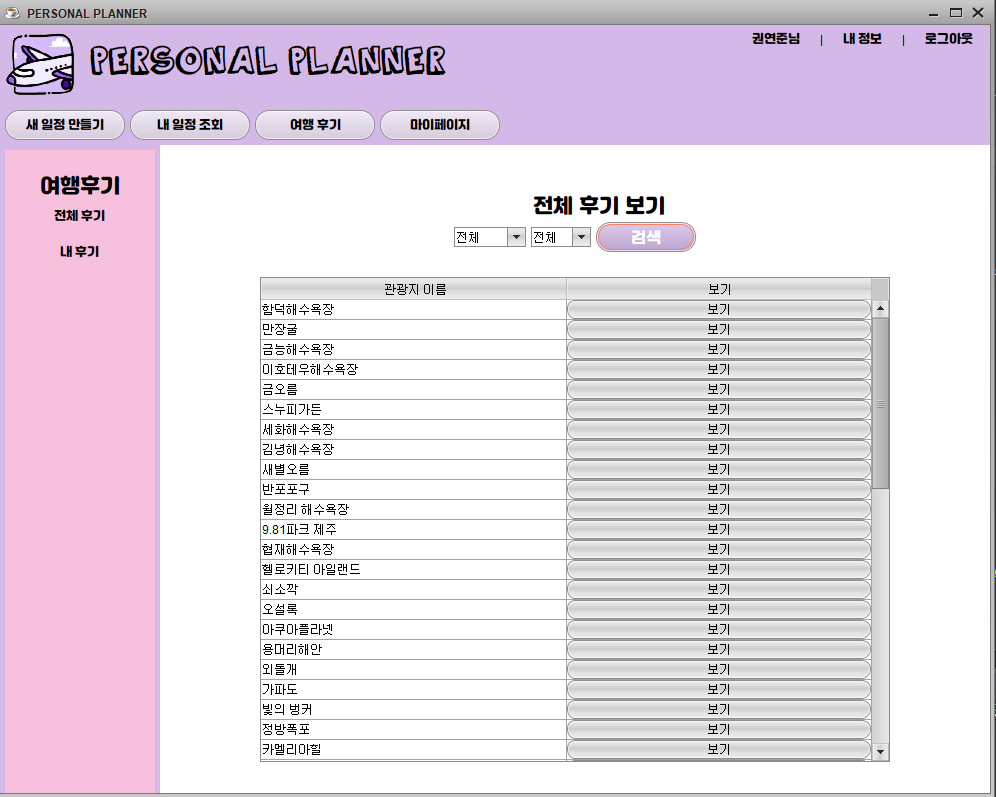 PERSONAL PLANNER
PERSONAL PLANNER
권연준님 | 내 정보 | 로그아웃
새 일정 만들기 내 일정 조회 여행 후기 마이페이지
여행후기
전체 후기
내 후기
전체 후기 보기
전체 전체 검색
관광지 이름 보기
함덕해수욕장 보기
만장굴 보기
금능해수욕장 보기
이호테우해수욕장 보기
금오름 보기
스누피가든 보기
세화해수욕장 보기
김녕해수욕장 보기
새별오름 보기
반포포구 보기
월정리 해수욕장 보기
9.81파크 제주 보기
협재해수욕장 보기
헬로키티 아일랜드 보기
쇠소깍 보기
오설록 보기
아쿠아플라넷 보기
용머리해안 보기
외돌개 보기
가파도 보기
빛의 벙커 보기
정방폭포 보기
카멜리아힐 보기